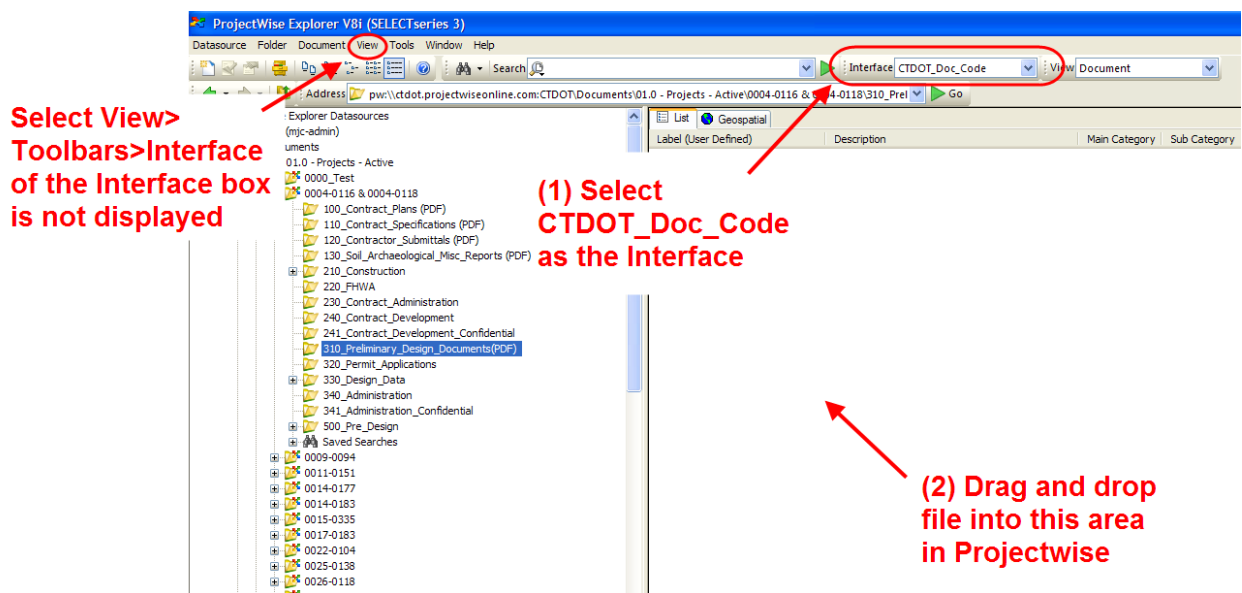 ProjectWise Explorer V8i (SELECTseries 3)
Datasource Folder Document View Tools Window Help
Search Interface CTDOT_Doc_Code View Document
Address pw:\\ctdot.projectwiseonline.com:CTDOT\Documents\01.0 - Projects - Active\0004-0116 & 0004-0118\310_Prel Go
Select View>
Toolbars>Interface
of the Interface box
is not displayed
Explorer Datasources
(mjc-admin)
uments
01.0 - Projects - Active
0000_Test
0004-0116 & 0004-0118
100_Contract_Plans (PDF)
110_Contract_Specifications (PDF)
120_Contractor_Submittals (PDF)
130_Soil_Archaeological_Misc_Reports (PDF)
210_Construction
220_FHWA
230_Contract_Administration
240_Contract_Development
241_Contract_Development_Confidential
310_Preliminary_Design_Documents(PDF)
320_Permit_Applications
330_Design_Data
340_Administration
341_Administration_Confidential
500_Pre_Design
Saved Searches
0009-0094
0011-0151
0014-0177
0014-0183
0015-0335
0017-0183
0022-0104
0025-0138
0026-0118
List Geospatial
Label (User Defined) Description Main Category Sub Category
(1) Select
CTDOT_Doc_Code
as the Interface
(2) Drag and drop
file into this area
in Projectwise